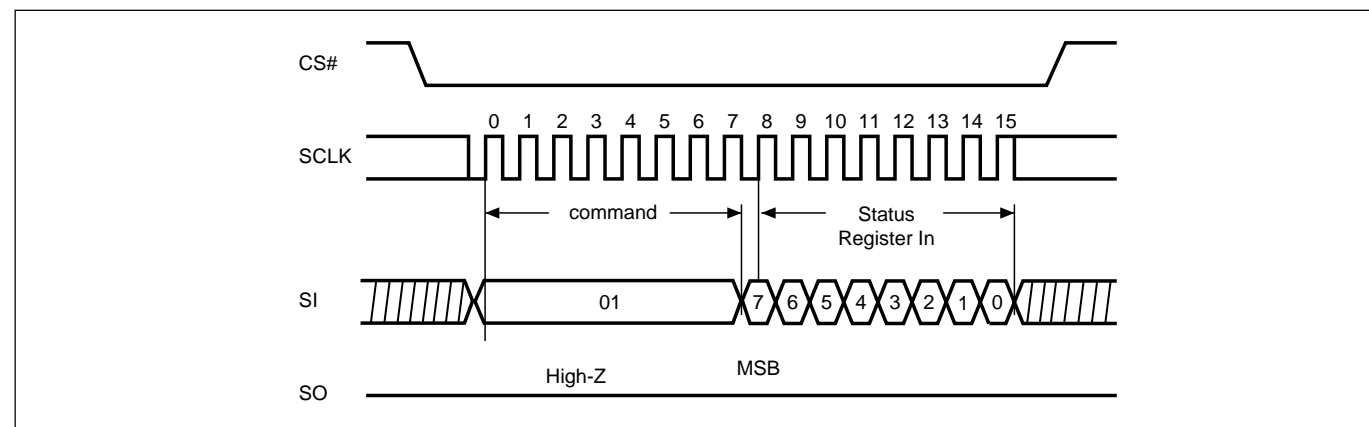 CS#
0 1 2 3 4 5 6 7 8 9 10 11 12 13 14 15
SCLK
command
Status
Register In
SI
01 7 6 5 4 3 2 1 0
High-Z
MSB
SO